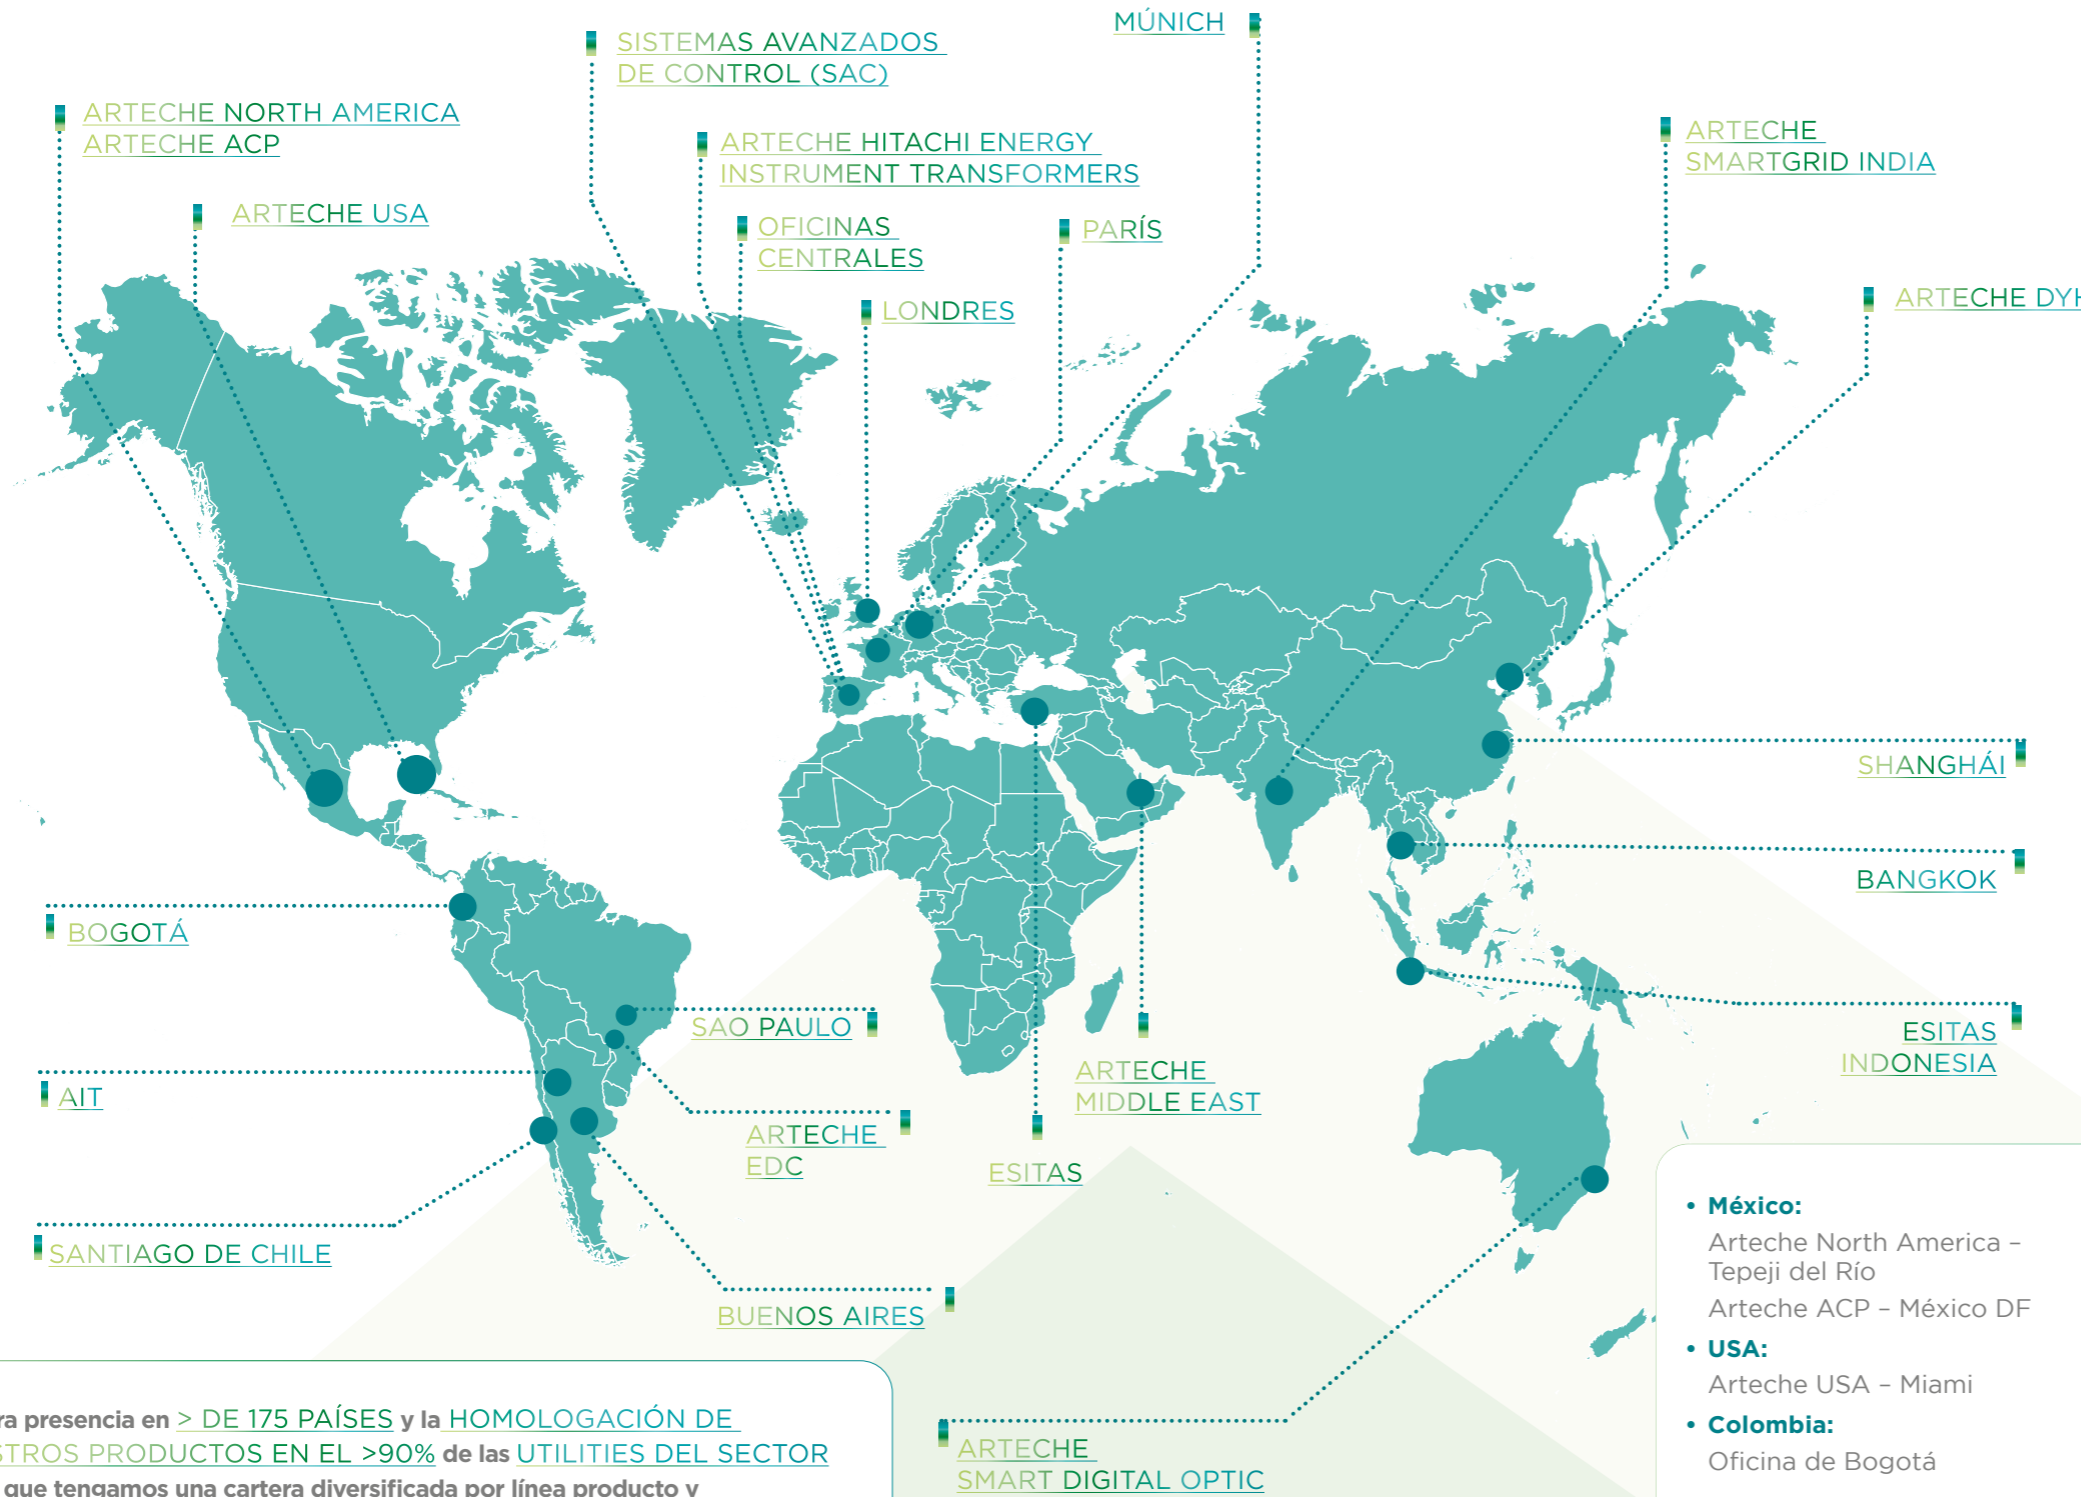 MÚNICH
SISTEMAS AVANZADOS
DE CONTROL (SAC)
ARTECHE NORTH AMERICA
ARTECHE ACP
ARTECHE HITACHI ENERGY
INSTRUMENT TRANSFORMERS
ARTECHE
SMARTGRID INDIA
ARTECHE USA
OFICINAS
CENTRALES
PARÍS
LONDRES
ARTECHE
SHANGHÁI
BANGKOK
BOGOTÁ
SAO PAULO
ESITAS
INDONESIA
AIT
ARTECHE
MIDDLE EAST
ARTECHE
EDC
ESITAS
SANTIAGO DE CHILE
BUENOS AIRES
• México:
Arteche North America –
Tepeji del Río
Arteche ACP – México DF
• USA:
Arteche USA – Miami
• Colombia:
Oficina de Bogotá
presencia en > DE 175 PAÍSES y la HOMOLOGACIÓN DE
PRODUCTOS EN EL >90% de las UTILITIES DEL SECTOR
que tengamos una cartera diversificada por línea producto y
ARTECHE
SMART DIGITAL OPTIC